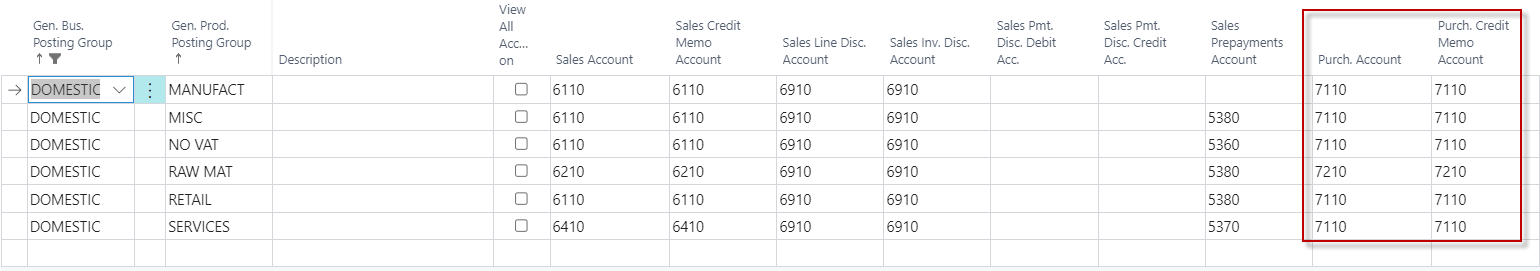 Gen. Bus. Posting Group ↑
Gen. Prod. Posting Group ↑
Description
View All Acc... on
Sales Account
Sales Credit Memo Account
Sales Line Disc. Account
Sales Inv. Disc. Account
Sales Pmt. Disc. Debit Acc.
Sales Pmt. Disc. Credit Acc.
Sales Prepayments Account
Purch. Account
Purch. Credit Memo Account
→ DOMESTIC MANUFACT 6110 6110 6910 6910 7110 7110
DOMESTIC MISC 6110 6110 6910 6910 5380 7110 7110
DOMESTIC NO VAT 6110 6110 6910 6910 5360 7110 7110
DOMESTIC RAW MAT 6210 6210 6910 6910 5380 7210 7210
DOMESTIC RETAIL 6110 6110 6910 6910 5380 7110 7110
DOMESTIC SERVICES 6410 6410 6910 6910 5370 7110 7110